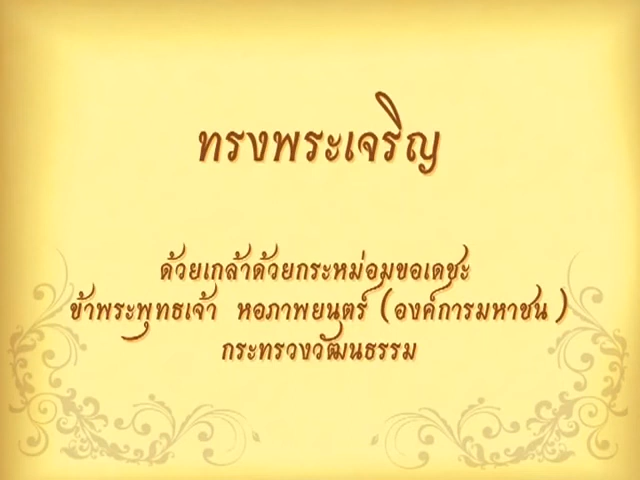 ทรงพระเจริญ
ด้วยเกล้าด้วยกระหม่อมขอเดชะ
ข้าพระพุทธเจ้า หอภาพยนตร์ (องค์การมหาชน)
กระทรวงวัฒนธรรม